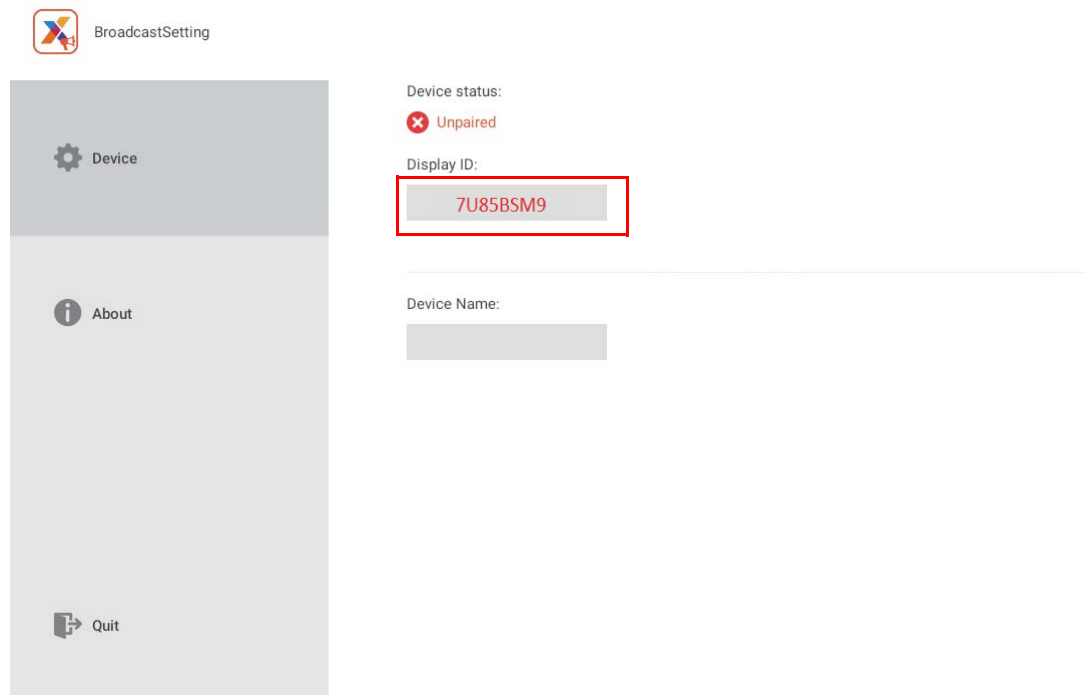 BroadcastSetting
Device
About
Quit
Device status:
Unpaired
Display ID:
7U85BSM9
Device Name: